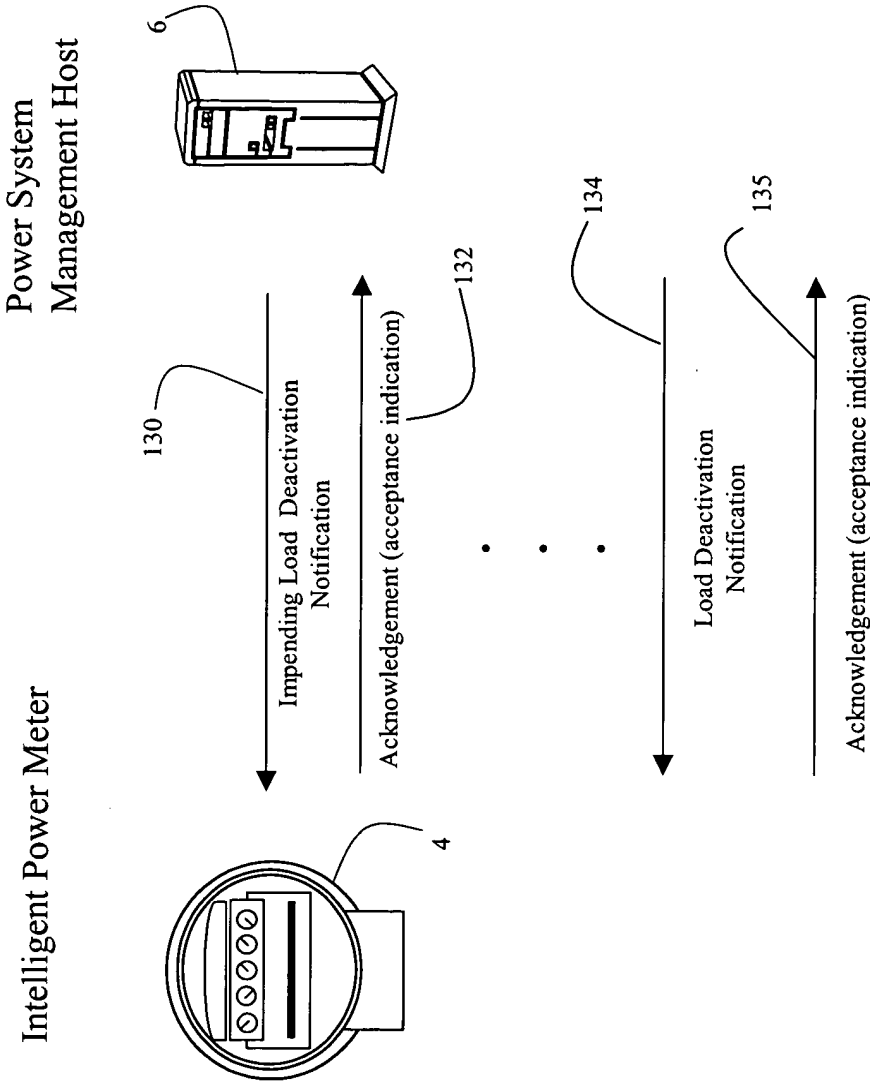 Intelligent Power Meter
Power System
Management Host
4
6
130
Impending Load Deactivation
Notification
Acknowledgement (acceptance indication)
132
134
Load Deactivation
Notification
135
Acknowledgement (acceptance indication)